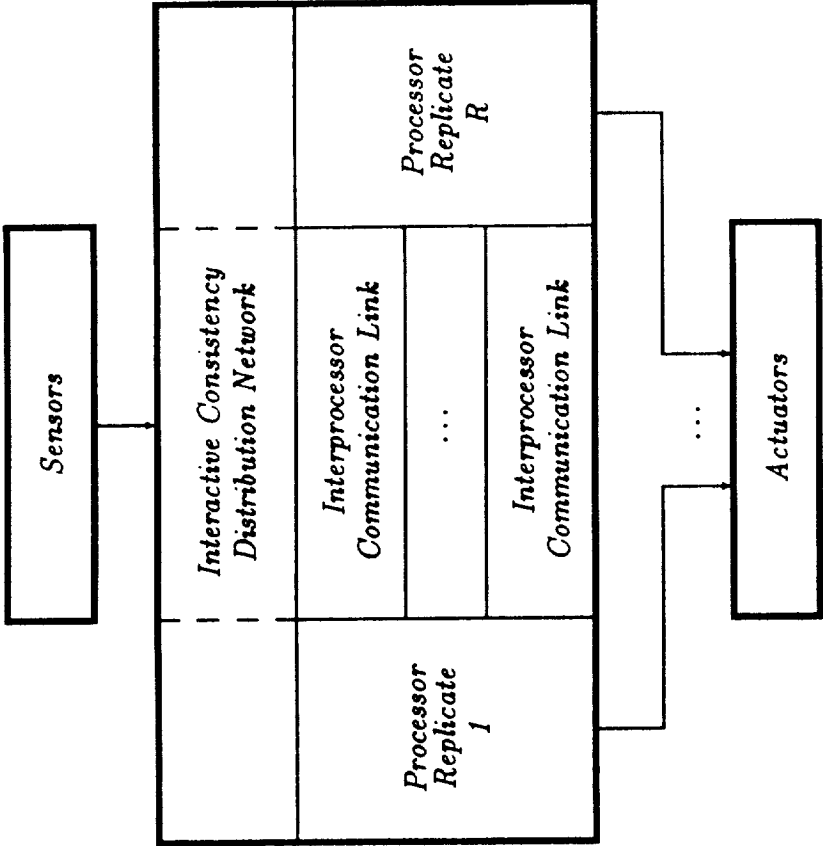 Sensors
Interactive Consistency
Distribution Network
Processor
Replicate
1
Interprocessor
Communication Link
...
Interprocessor
Communication Link
Processor
Replicate
R
...
Actuators